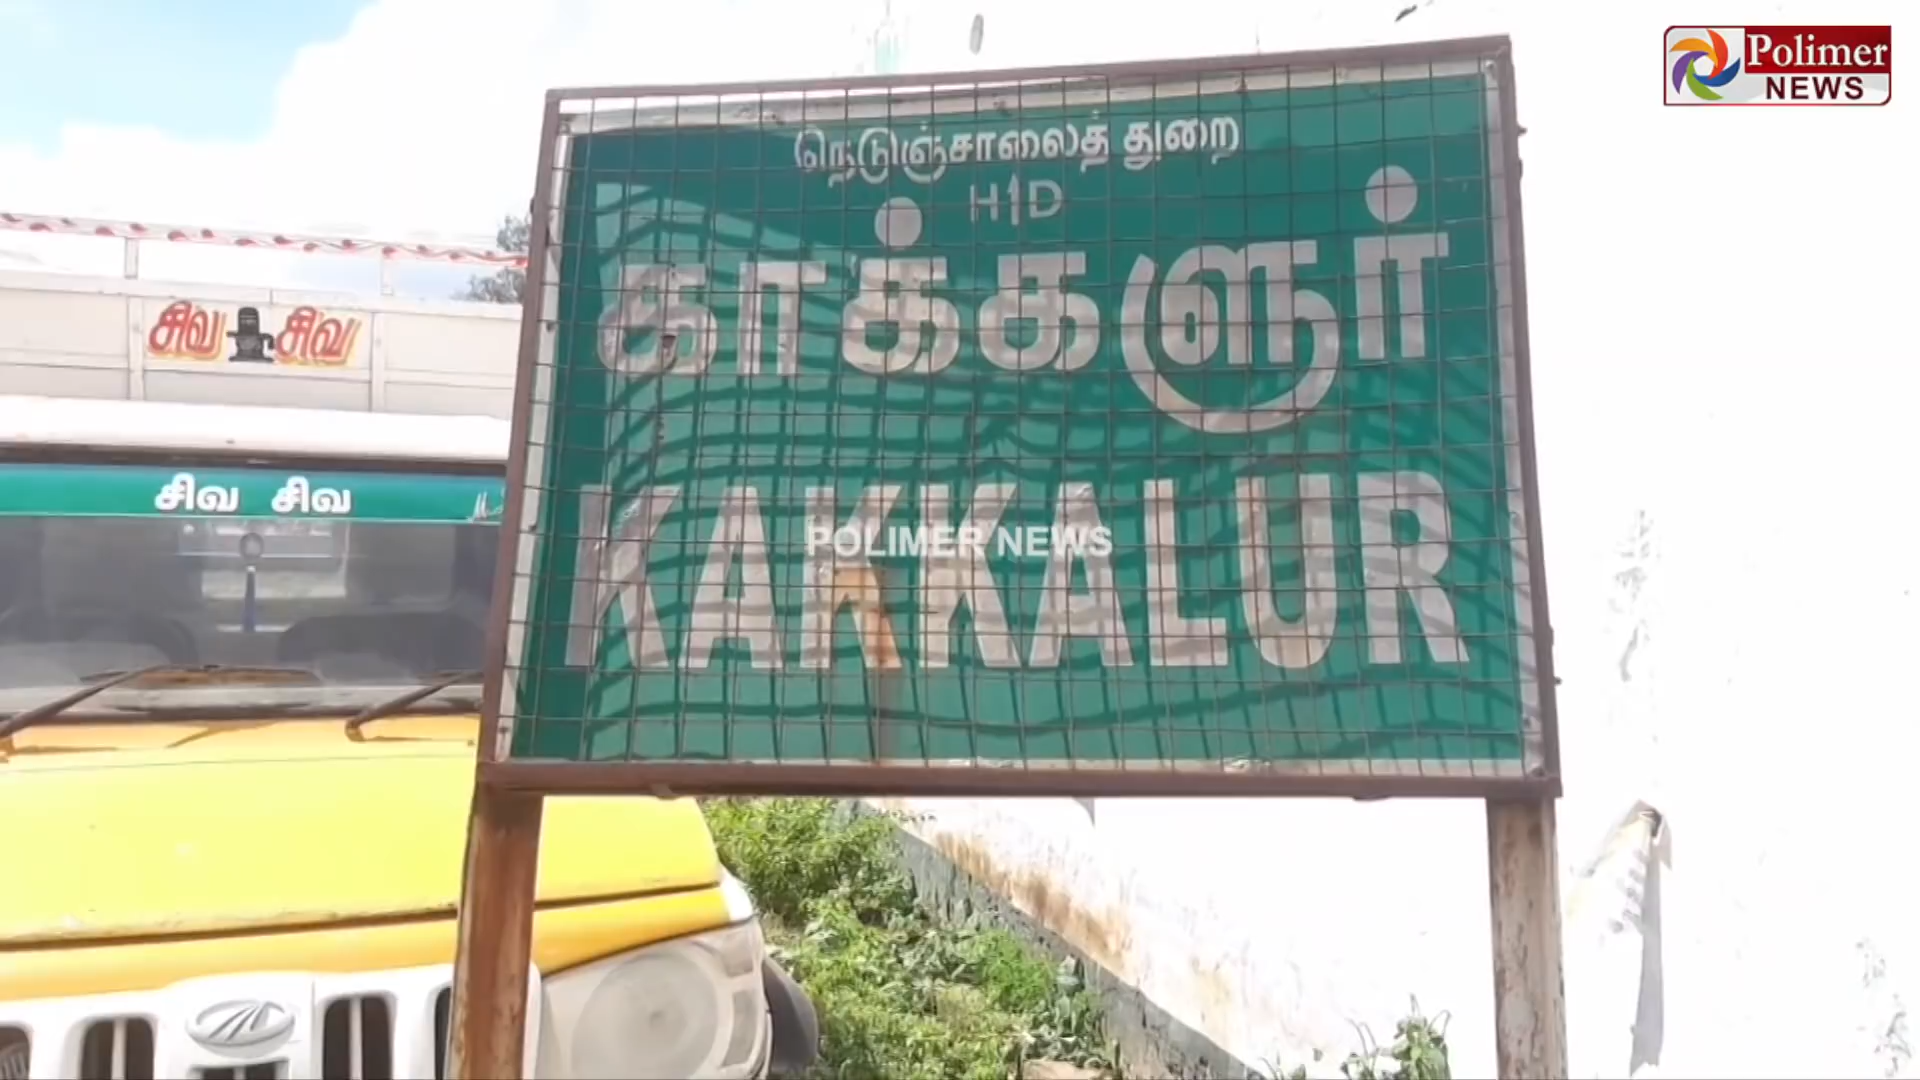 Polimer
NEWS
நெடுஞ்சாலைத் துறை
H1D
காக்களூர்
KAKKALUR
POLIMER NEWS
சிவ சிவ
சிவ சிவ